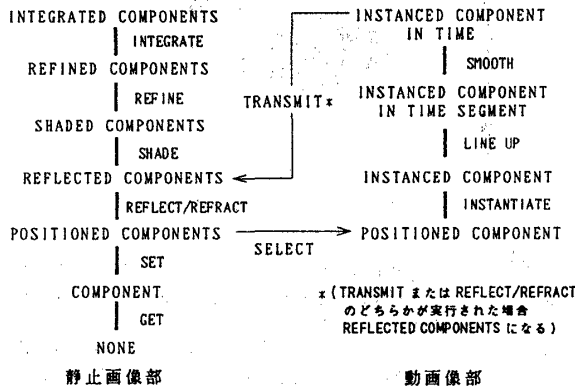 INTEGRATED COMPONENTS
INTEGRATE
REFINED COMPONENTS
REFINE
SHADED COMPONENTS
SHADE
REFLECTED COMPONENTS
REFLECT/REFRACT
POSITIONED COMPONENTS
SET
COMPONENT
GET
NONE
静止画像部
TRANSMIT*
SELECT
INSTANCED COMPONENT
IN TIME
SMOOTH
INSTANCED COMPONENT
IN TIME SEGMENT
LINE UP
INSTANCED COMPONENT
INSTANTIATE
POSITIONED COMPONENT
*(TRANSMIT または REFLECT/REFRACT
のどちらかが実行された場合
REFLECTED COMPONENTS になる)
動画像部